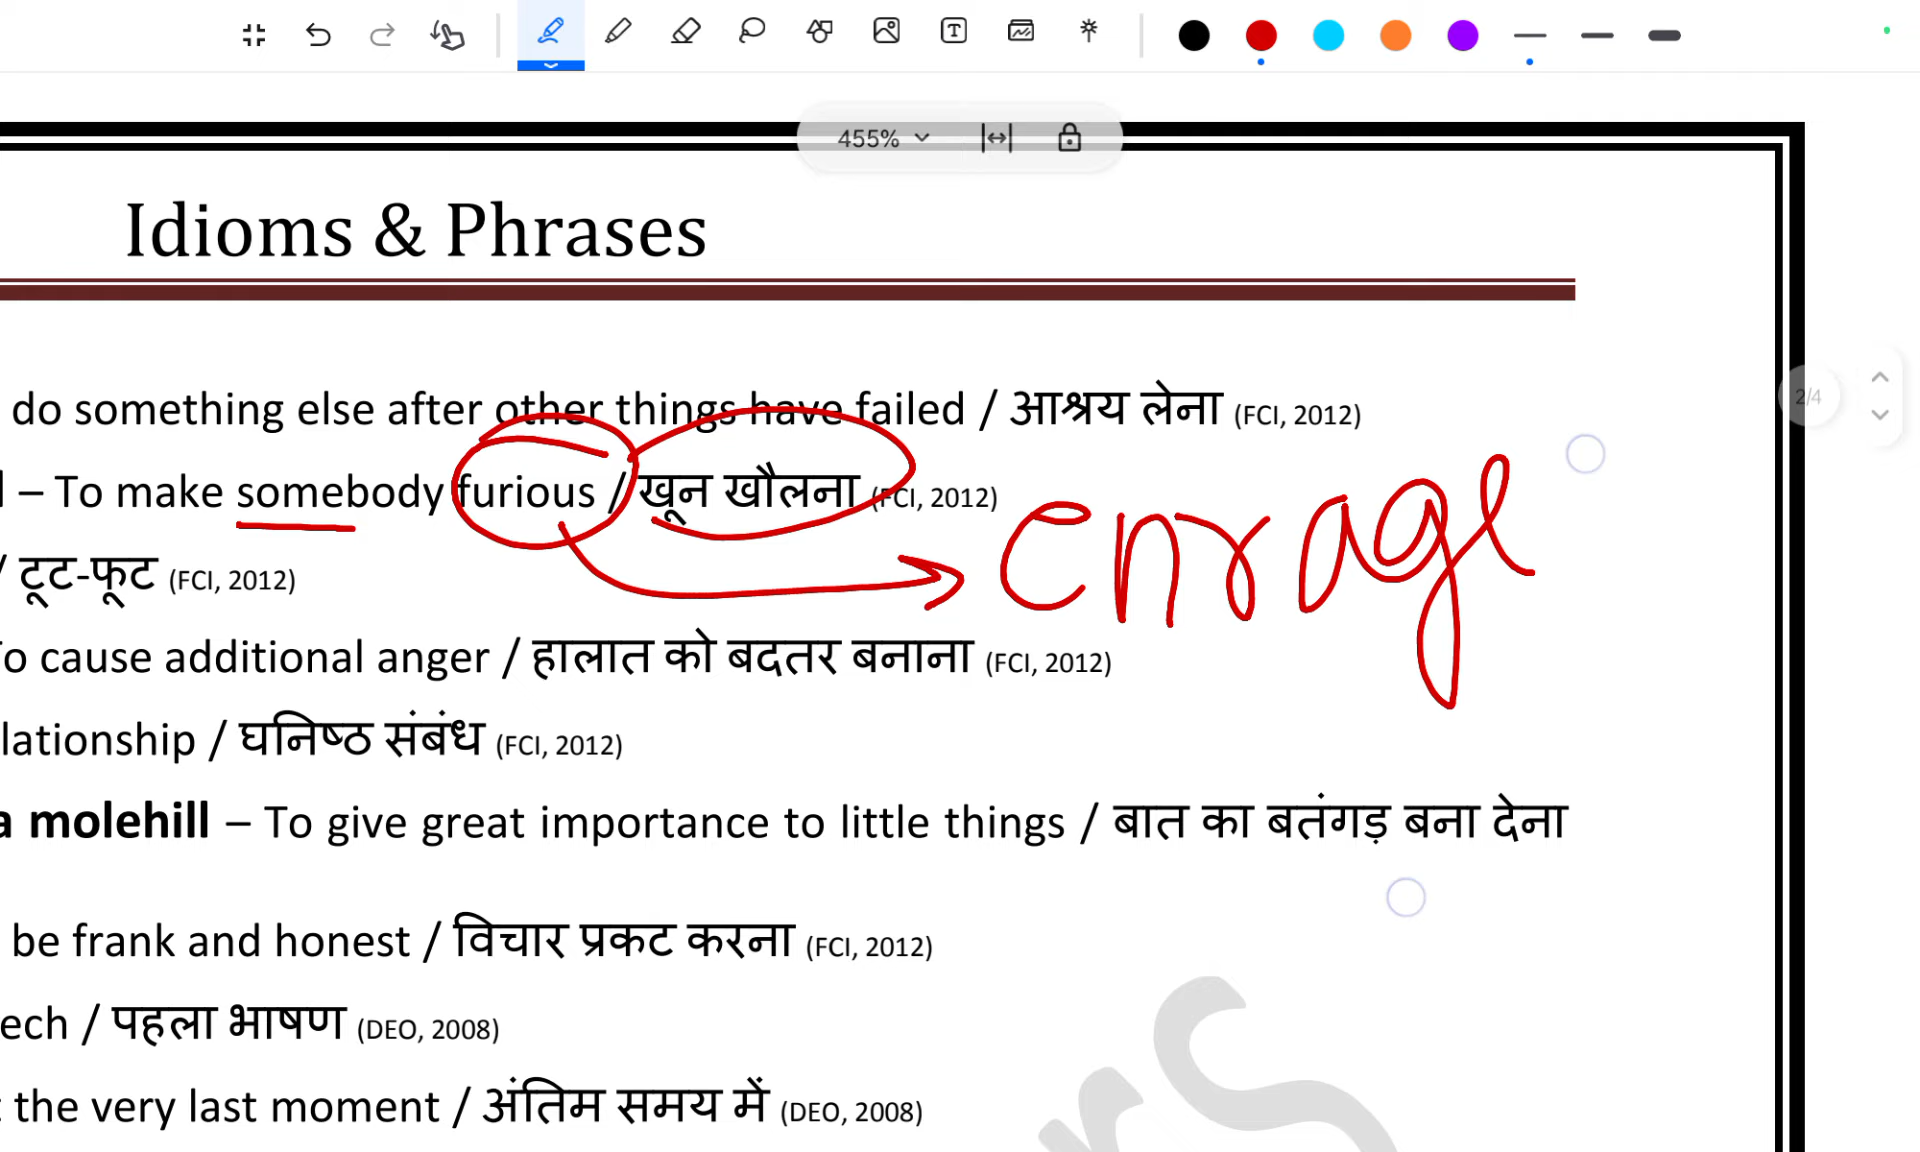 455%
Idioms & Phrases
do something else after other things have failed / आश्रय लेना (FCI, 2012)
2/4
– To make somebody furious / खून खौलना (FCI, 2012)
enrage
/ टूट-फूट (FCI, 2012)
To cause additional anger / हालात को बदतर बनाना (FCI, 2012)
lationship / घनिष्ठ संबंध (FCI, 2012)
a molehill – To give great importance to little things / बात का बतंगड़ बना देना
be frank and honest / विचार प्रकट करना (FCI, 2012)
ech / पहला भाषण (DEO, 2008)
the very last moment / अंतिम समय में (DEO, 2008)